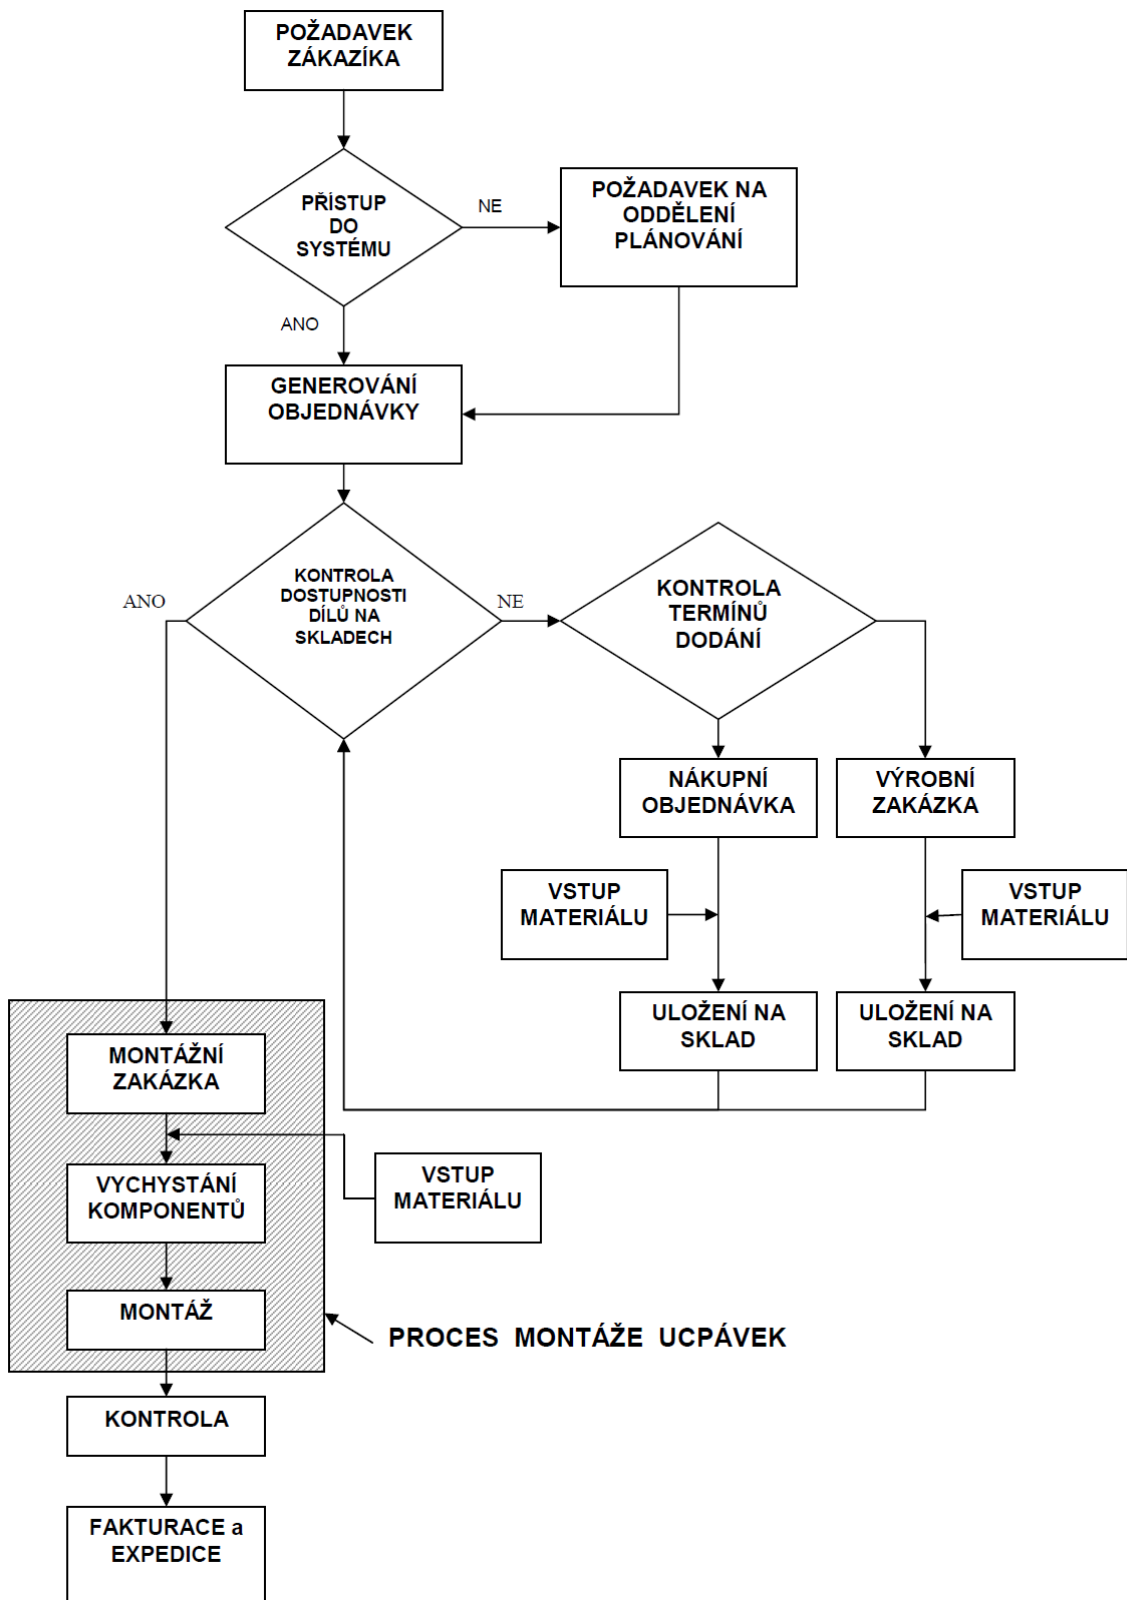 POŽADAVEK
ZÁKAZÍKA
PŘÍSTUP
DO
SYSTÉMU
NE
POŽADAVEK NA
ODDĚLENÍ
PLÁNOVÁNÍ
ANO
GENEROVÁNÍ
OBJEDNÁVKY
ANO
KONTROLA
DOSTUPNOSTI
DÍLŮ NA
SKLADECH
NE
KONTROLA
TERMÍNŮ
DODÁNÍ
NÁKUPNÍ
OBJEDNÁVKA
VÝROBNÍ
ZAKÁZKA
VSTUP
MATERIÁLU
VSTUP
MATERIÁLU
ULOŽENÍ NA
SKLAD
ULOŽENÍ NA
SKLAD
MONTÁŽNÍ
ZAKÁZKA
VYCHYSTÁNÍ
KOMPONENTŮ
VSTUP
MATERIÁLU
MONTÁŽ
PROCES MONTÁŽE UCPÁVEK
KONTROLA
FAKTURACE a
EXPEDICE